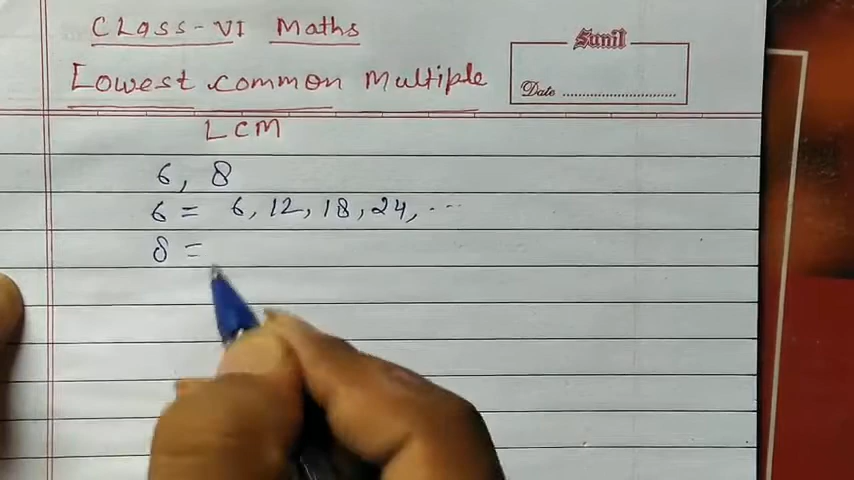 Class-VI Maths
Sunil
Lowest common Multiple
Date ..............................
LCM
6, 8
6 = 6, 12, 18, 24, ...
8 =